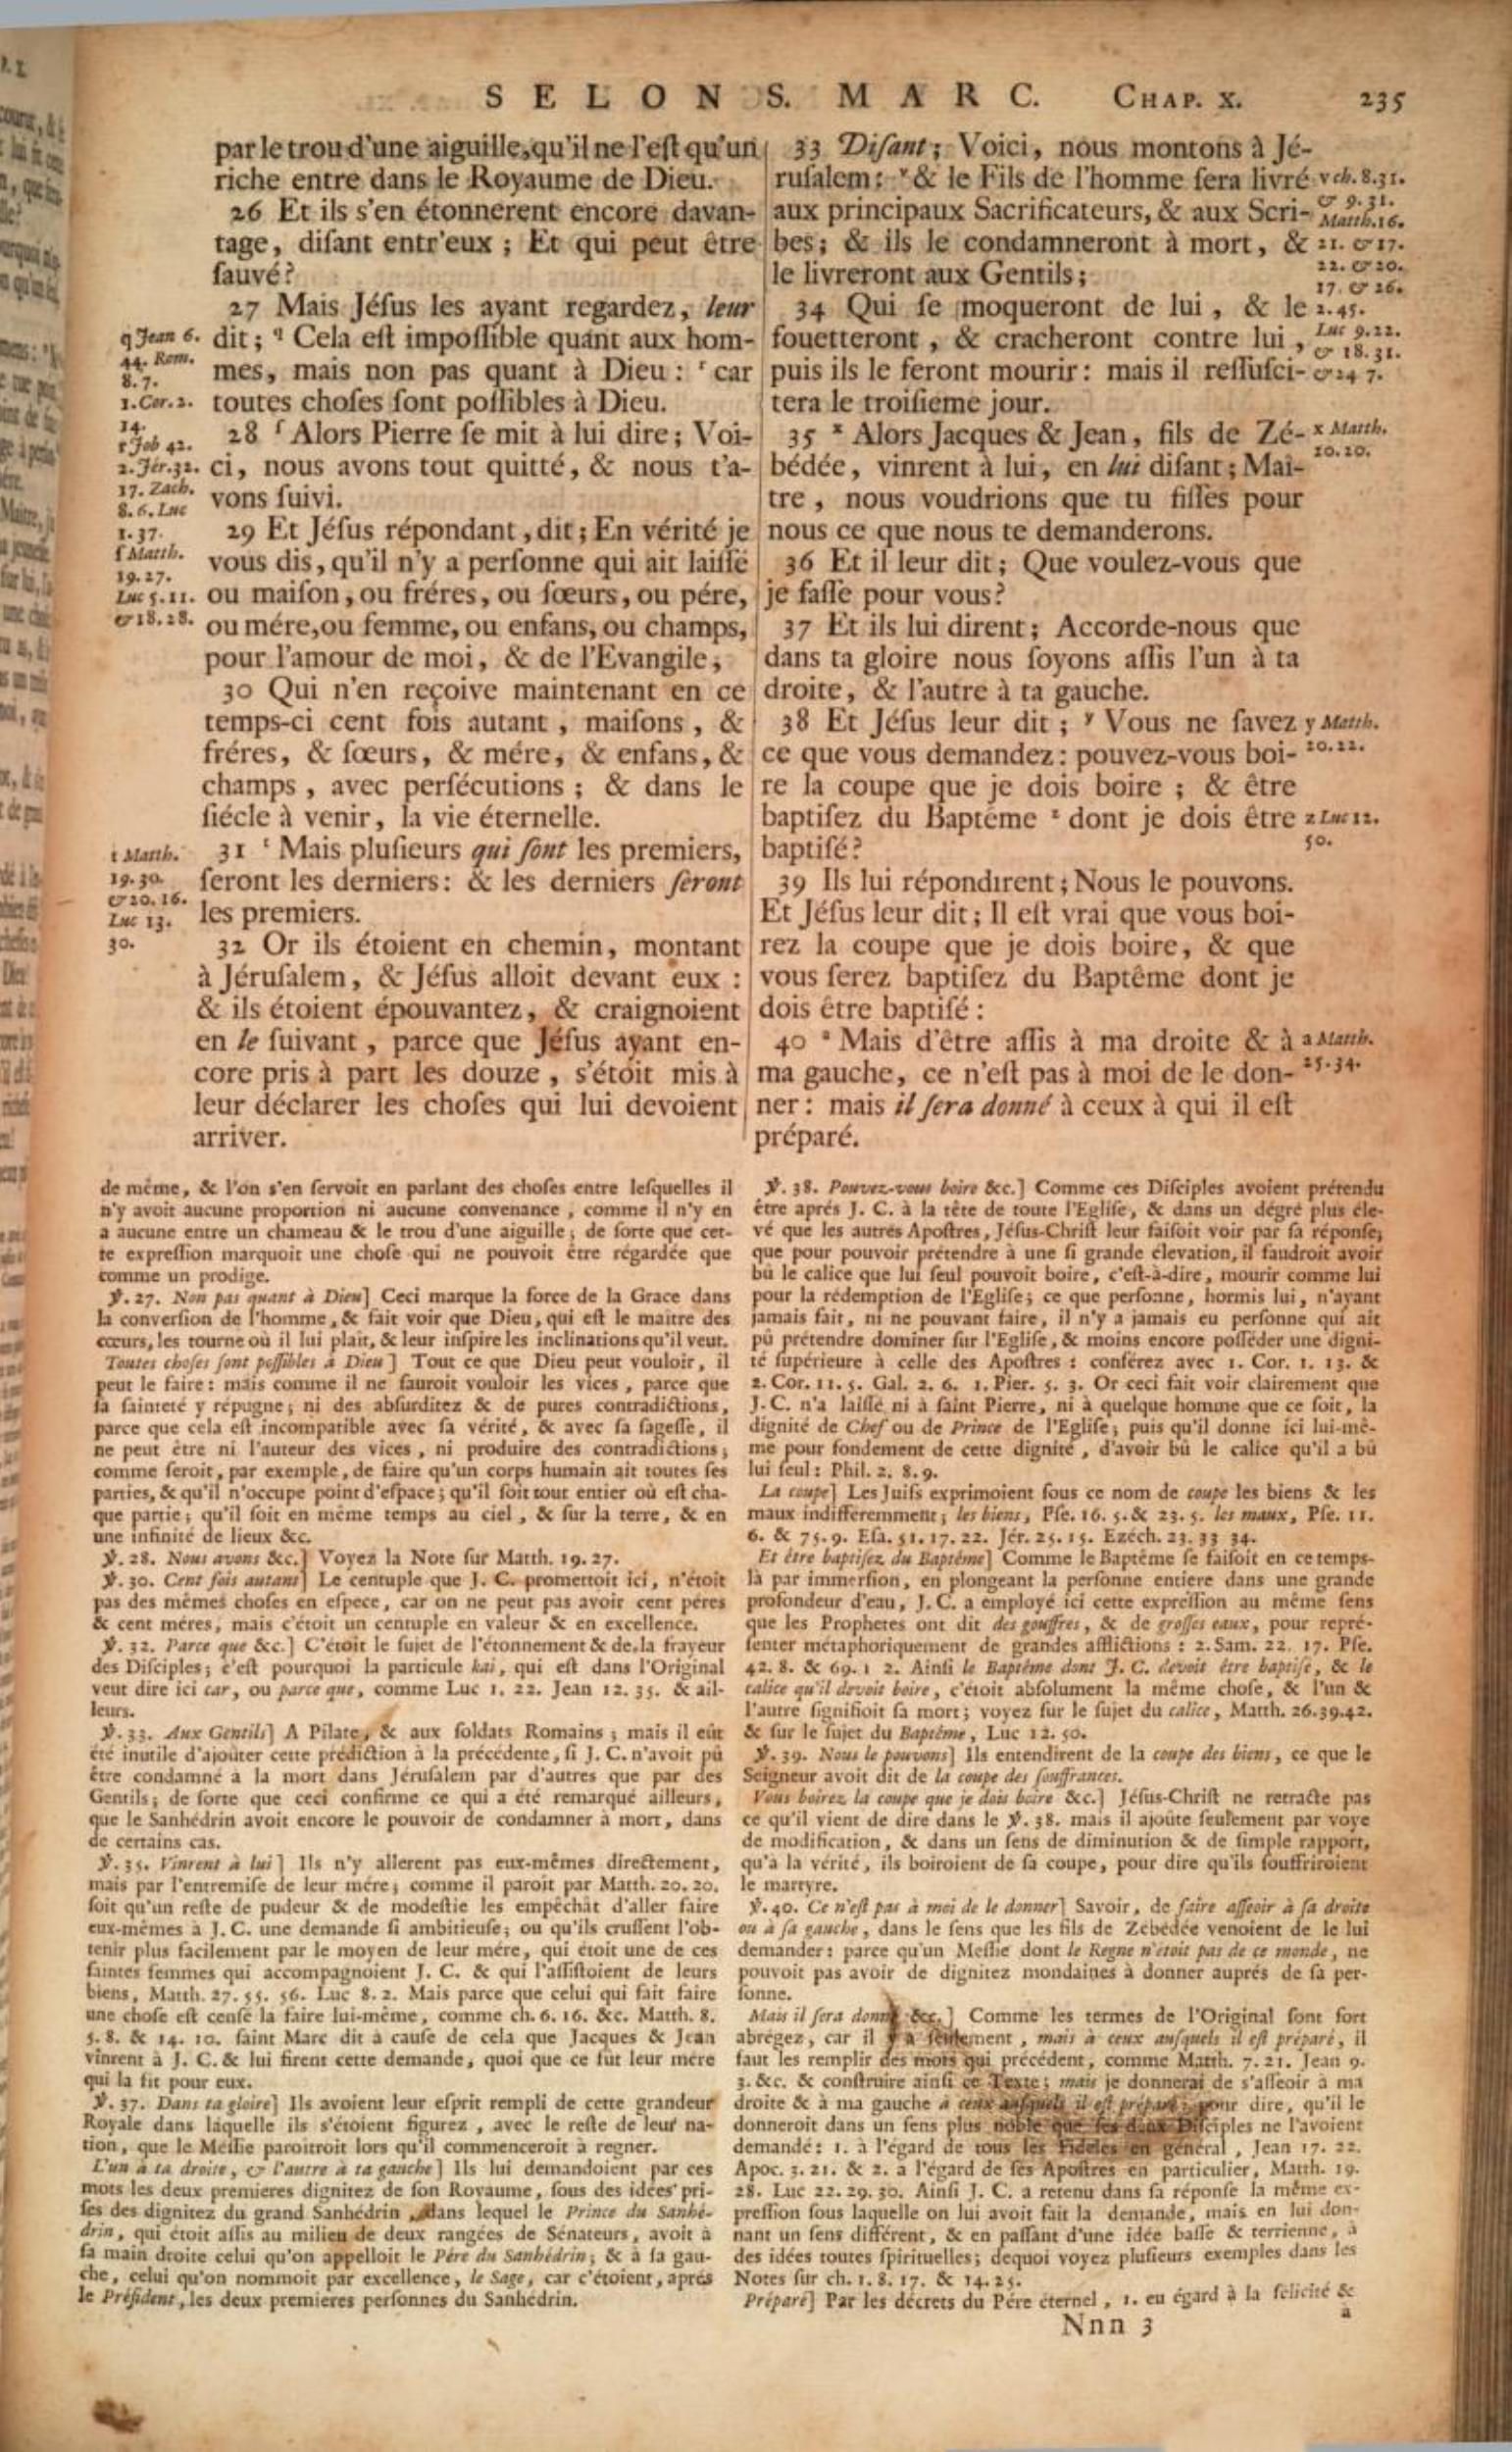 SELON S. MARC. CHAP. X. 235
par le trou d'une aiguille, qu'il ne l'eſt qu'un
riche entre dans le Royaume de Dieu.
26 Et ils s'en étonnerent encore davan-
tage, diſant entr'eux ; Et qui peut être
ſauvé?
27 Mais Jéſus les ayant regardez, leur
dit ; q Cela eſt impoſſible quant aux hom-
mes, mais non pas quant à Dieu : r car
toutes choſes ſont poſſibles à Dieu.
28 ſ Alors Pierre ſe mit à lui dire ; Voi-
ci, nous avons tout quitté, & nous t'a-
vons ſuivi.
29 Et Jéſus répondant, dit ; En vérité je
vous dis, qu'il n'y a perſonne qui ait laiſſé
ou maiſon, ou fréres, ou ſœurs, ou pére,
ou mére, ou femme, ou enfans, ou champs,
pour l'amour de moi, & de l'Evangile,
30 Qui n'en reçoive maintenant en ce
temps-ci cent fois autant, maiſons, &
fréres, & ſœurs, & mére, & enfans, &
champs, avec perſécutions ; & dans le
ſiécle à venir, la vie éternelle.
31 t Mais pluſieurs qui ſont les premiers,
ſeront les derniers : & les derniers ſeront
les premiers.
32 Or ils étoient en chemin, montant
à Jéruſalem, & Jéſus alloit devant eux :
& ils étoient épouvantez, & craignoient
en le ſuivant, parce que Jéſus ayant en-
core pris à part les douze, s'étoit mis à
leur déclarer les choſes qui lui devoient
arriver.
q Jean 6.
44. Rom.
8. 7.
1. Cor. 2.
14.
r Job 42.
2. Jér. 32.
17. Zach.
8. 6. Luc
1. 37.
ſ Matth.
19. 27.
Luc 5. 11.
& 18. 28.
t Matth.
19. 30.
& 20. 16.
Luc 13.
30.
33 Diſant ; Voici, nous montons à Jé-
ruſalem : v & le Fils de l'homme ſera livré
aux principaux Sacrificateurs, & aux Scri-
bes ; & ils le condamneront à mort, &
le livreront aux Gentils ;
34 Qui ſe moqueront de lui, & le
fouetteront, & cracheront contre lui,
puis ils le feront mourir : mais il reſſuſci-
tera le troiſieme jour.
35 x Alors Jacques & Jean, fils de Zé-
bédée, vinrent à lui, en lui diſant ; Maî-
tre, nous voudrions que tu fiſſes pour
nous ce que nous te demanderons.
36 Et il leur dit ; Que voulez-vous que
je faſſe pour vous?
37 Et ils lui dirent ; Accorde-nous que
dans ta gloire nous ſoyons aſſis l'un à ta
droite, & l'autre à ta gauche.
38 Et Jéſus leur dit ; y Vous ne ſavez
ce que vous demandez : pouvez-vous boi-
re la coupe que je dois boire ; & être
baptiſez du Baptême z dont je dois être
baptiſé?
39 Ils lui répondirent ; Nous le pouvons.
Et Jéſus leur dit ; Il eſt vrai que vous boi-
rez la coupe que je dois boire, & que
vous ſerez baptiſez du Baptême dont je
dois être baptiſé :
40 a Mais d'être aſſis à ma droite & à
ma gauche, ce n'eſt pas à moi de le don-
ner : mais il ſera donné à ceux à qui il eſt
préparé.
v ch. 8. 31.
& 9. 31.
Matth. 16.
21. & 17.
22. & 20.
17. & 26.
2. 45.
Luc 9. 22.
& 18. 31.
& 24 7.
x Matth.
20. 20.
y Matth.
20. 22.
z Luc 12.
50.
a Matth.
25. 34.
de même, & l'on s'en ſervoit en parlant des choſes entre leſquelles il
n'y avoit aucune proportion ni aucune convenance, comme il n'y en
a aucune entre un chameau & le trou d'une aiguille ; de ſorte que cet-
te expreſſion marquoit une choſe qui ne pouvoit être régardée que
comme un prodige.
℣. 27. Non pas quant à Dieu] Ceci marque la force de la Grace dans
la converſion de l'homme, & fait voir que Dieu, qui eſt le maitre des
cœurs, les tourne où il lui plait, & leur inſpire les inclinations qu'il veut.
Toutes choſes ſont poſſibles à Dieu] Tout ce que Dieu peut vouloir, il
peut le faire : mais comme il ne ſauroit vouloir les vices, parce que
ſa ſainteté y répugne ; ni des abſurditez & de pures contradictions,
parce que cela eſt incompatible avec ſa vérité, & avec ſa ſageſſe, il
ne peut être ni l'auteur des vices, ni produire des contradictions ;
comme ſeroit, par exemple, de faire qu'un corps humain ait toutes ſes
parties, & qu'il n'occupe point d'eſpace ; qu'il ſoit tout entier où eſt cha-
que partie ; qu'il ſoit en même temps au ciel, & ſur la terre, & en
une infinité de lieux &c.
℣. 28. Nous avons &c.] Voyez la Note ſur Matth. 19. 27.
℣. 30. Cent fois autant] Le centuple que J. C. promettoit ici, n'étoit
pas des mêmes choſes en eſpece, car on ne peut pas avoir cent péres
& cent méres, mais c'étoit un centuple en valeur & en excellence.
℣. 32. Parce que &c.] C'étoit le ſujet de l'étonnement & de la frayeur
des Diſciples ; c'eſt pourquoi la particule kai, qui eſt dans l'Original
veut dire ici car, ou parce que, comme Luc 1. 22. Jean 12. 35. & ail-
leurs.
℣. 33. Aux Gentils] A Pilate, & aux ſoldats Romains ; mais il eût
été inutile d'ajoûter cette prédiction à la précédente, ſi J. C. n'avoit pû
être condamné à la mort dans Jéruſalem par d'autres que par des
Gentils ; de ſorte que ceci confirme ce qui a été remarqué ailleurs,
que le Sanhédrin avoit encore le pouvoir de condamner à mort, dans
de certains cas.
℣. 35. Vinrent à lui] Ils n'y allerent pas eux-mêmes directement,
mais par l'entremiſe de leur mére ; comme il paroit par Matth. 20. 20.
ſoit qu'un reſte de pudeur & de modeſtie les empêchât d'aller faire
eux-mêmes à J. C. une demande ſi ambitieuſe ; ou qu'ils cruſſent l'ob-
tenir plus facilement par le moyen de leur mére, qui étoit une de ces
ſaintes femmes qui accompagnoient J. C. & qui l'aſſiſtoient de leurs
biens, Matth. 27. 55. 56. Luc 8. 2. Mais parce que celui qui fait faire
une choſe eſt cenſé la faire lui-même, comme ch. 6. 16. &c. Matth. 8.
5. 8. & 14. 10. ſaint Marc dit à cauſe de cela que Jacques & Jean
vinrent à J. C. & lui firent cette demande, quoi que ce fût leur mére
qui la fit pour eux.
℣. 37. Dans ta gloire] Ils avoient leur eſprit rempli de cette grandeur
Royale dans laquelle ils s'étoient figurez, avec le reſte de leur na-
tion, que le Meſſie paroitroit lors qu'il commenceroit à regner.
L'un à ta droite, & l'autre à ta gauche] Ils lui demandoient par ces
mots les deux premieres dignitez de ſon Royaume, ſous des idées pri-
ſes des dignitez du grand Sanhédrin, dans lequel le Prince du Sanhé-
drin, qui étoit aſſis au milieu de deux rangées de Sénateurs, avoit à
ſa main droite celui qu'on appelloit le Pére du Sanhédrin ; & à ſa gau-
che, celui qu'on nommoit par excellence, le Sage, car c'étoient, aprés
le Préſident, les deux premieres perſonnes du Sanhédrin.
℣. 38. Pouvez-vous boire &c.] Comme ces Diſciples avoient prétendu
être aprés J. C. à la tête de toute l'Egliſe, & dans un dégré plus éle-
vé que les autres Apoſtres, Jéſus-Chriſt leur faiſoit voir par ſa réponſe,
que pour pouvoir prétendre à une ſi grande élevation, il faudroit avoir
bû le calice que lui ſeul pouvoit boire, c'eſt-à-dire, mourir comme lui
pour la rédemption de l'Egliſe ; ce que perſonne, hormis lui, n'ayant
jamais fait, ni ne pouvant faire, il n'y a jamais eu perſonne qui ait
pû prétendre dominer ſur l'Egliſe, & moins encore poſſéder une digni-
té ſupérieure à celle des Apoſtres : conférez avec 1. Cor. 1. 13. &
2. Cor. 11. 5. Gal. 2. 6. 1. Pier. 5. 3. Or ceci fait voir clairement que
J. C. n'a laiſſé ni à ſaint Pierre, ni à quelque homme que ce ſoit, la
dignité de Chef ou de Prince de l'Egliſe ; puis qu'il donne ici lui-mê-
me pour fondement de cette dignité, d'avoir bû le calice qu'il a bû
lui ſeul : Phil. 2. 8. 9.
La coupe] Les Juifs exprimoient ſous ce nom de coupe les biens & les
maux indifféremment ; les biens, Pſe. 16. 5. & 23. 5. les maux, Pſe. 11.
6. & 75. 9. Eſa. 51. 17. 22. Jér. 25. 15. Ezéch. 23. 33 34.
Et être baptiſez du Baptême] Comme le Baptême ſe faiſoit en ce temps-
là par immerſion, en plongeant la perſonne entiere dans une grande
profondeur d'eau, J. C. a employé ici cette expreſſion au même ſens
que les Prophetes ont dit des gouffres, & de groſſes eaux, pour repré-
ſenter métaphoriquement de grandes afflictions : 2. Sam. 22. 17. Pſe.
42. 8. & 69. 1 2. Ainſi le Baptême dont J. C. devoit être baptiſé, & le
calice qu'il devoit boire, c'étoit abſolument la même choſe, & l'un &
l'autre ſignifioit ſa mort ; voyez ſur le ſujet du calice, Matth. 26. 39. 42.
& ſur le ſujet du Baptême, Luc 12. 50.
℣. 39. Nous le pouvons] Ils entendirent de la coupe des biens, ce que le
Seigneur avoit dit de la coupe des ſouffrances.
Vous boirez la coupe que je dois boire &c.] Jéſus-Chriſt ne retracte pas
ce qu'il vient de dire dans le ℣. 38. mais il ajoûte ſeulement par voye
de modification, & dans un ſens de diminution & de ſimple rapport,
qu'à la vérité, ils boiroient de ſa coupe, pour dire qu'ils ſouffriroient
le martyre.
℣. 40. Ce n'eſt pas à moi de le donner] Savoir, de faire aſſeoir à ſa droite
ou à ſa gauche, dans le ſens que les fils de Zébédée venoient de le lui
demander : parce qu'un Meſſie dont le Regne n'étoit pas de ce monde, ne
pouvoit pas avoir de dignitez mondaines à donner auprés de ſa per-
ſonne.
Mais il ſera donné &c.] Comme les termes de l'Original ſont fort
abrégez, car il y a ſeulement, mais à ceux auſquels il eſt préparé, il
faut les remplir des mots qui précédent, comme Matth. 7. 21. Jean 9.
3. &c. & conſtruire ainſi ce Texte ; mais je donnerai de s'aſſeoir à ma
droite & à ma gauche à ceux auſquels il eſt préparé ; pour dire, qu'il le
donneroit dans un ſens plus noble que ſes deux Diſciples ne l'avoient
demandé : 1. à l'égard de tous les Fideles en général, Jean 17. 22.
Apoc. 3. 21. & 2. à l'égard de ſes Apoſtres en particulier, Matth. 19.
28. Luc 22. 29. 30. Ainſi J. C. a retenu dans ſa réponſe la même ex-
preſſion ſous laquelle on lui avoit fait la demande, mais en lui don-
nant un ſens différent, & en paſſant d'une idée baſſe & terrienne, à
des idées toutes ſpirituelles ; dequoi voyez pluſieurs exemples dans les
Notes ſur ch. 1. 8. 17. & 14. 25.
Préparé] Par les décrets du Pére éternel, 1. eu égard à la félicité &
Nnn 3
à